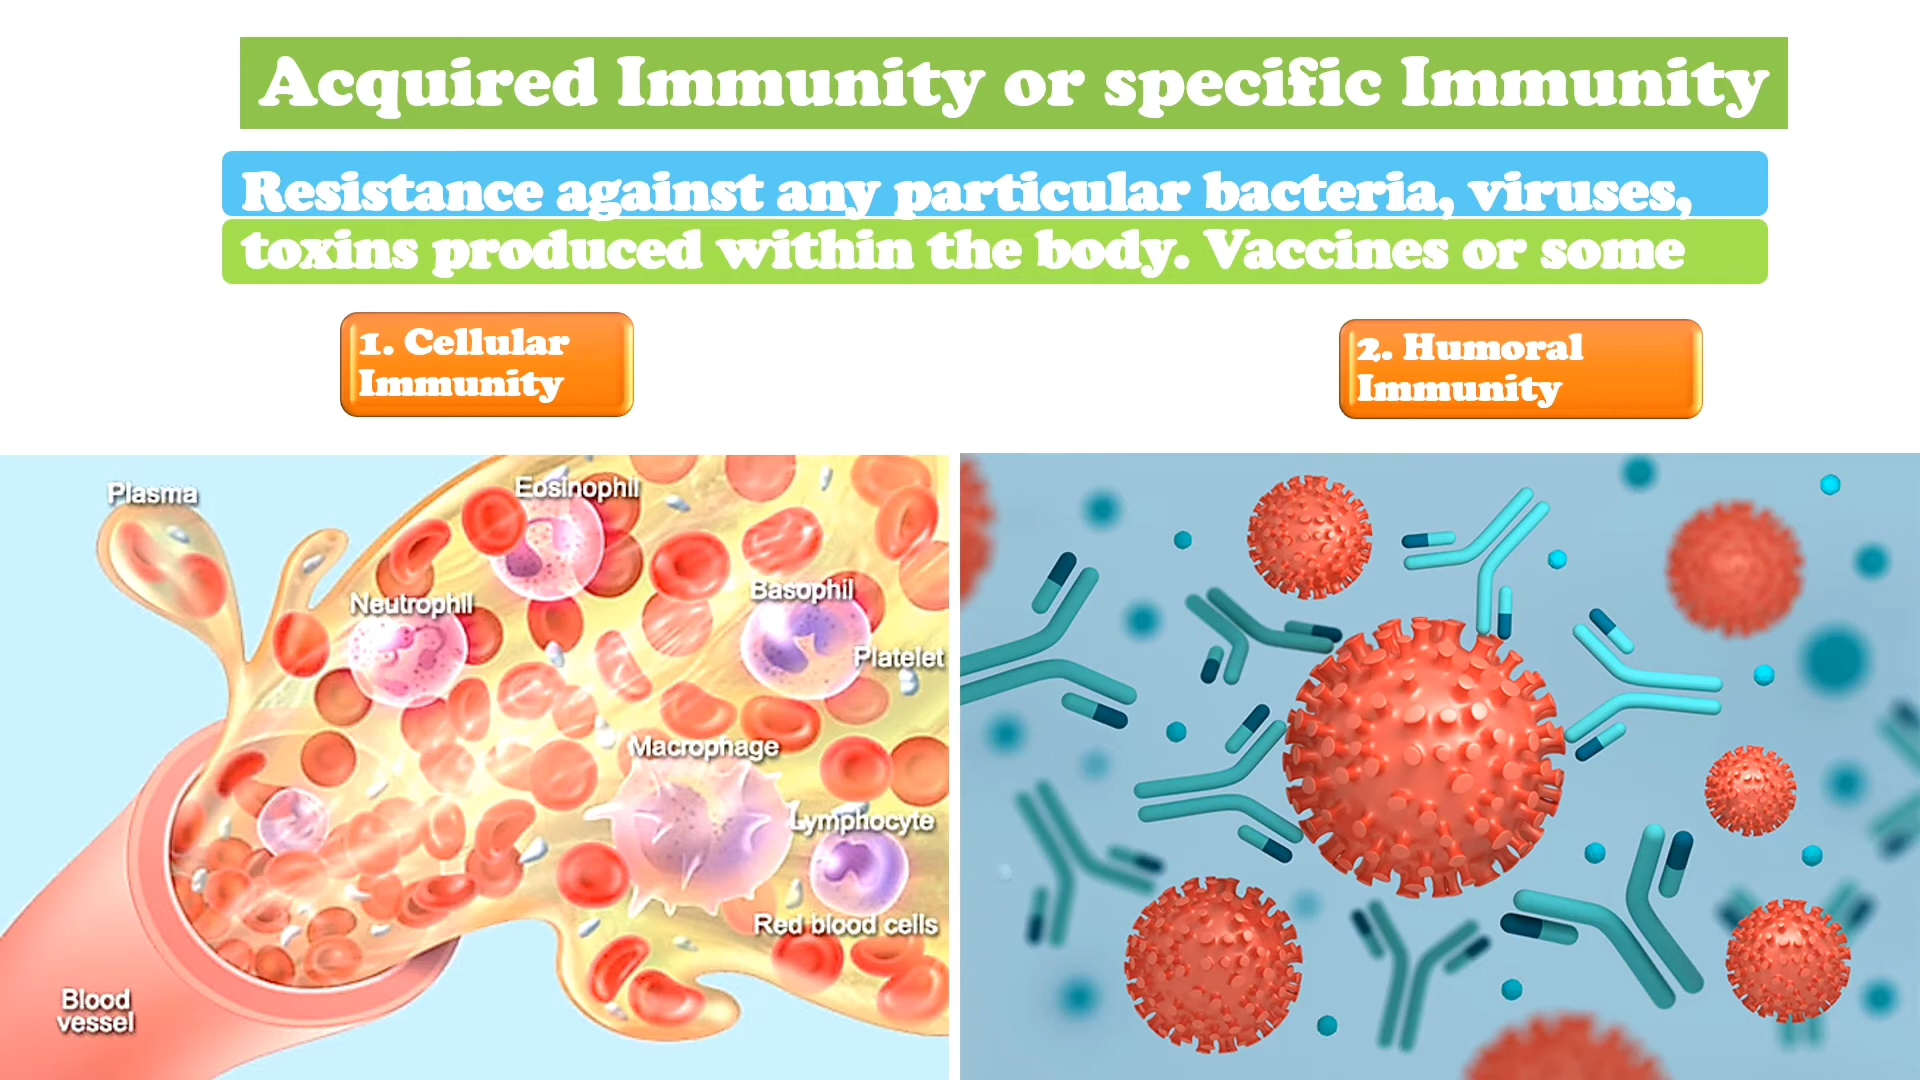 Acquired Immunity or specific Immunity
Resistance against any particular bacteria, viruses,
toxins produced within the body. Vaccines or some
1. Cellular
Immunity
2. Humoral
Immunity
Plasma
Eosinophil
Neutrophil
Basophil
Platelet
Macrophage
Lymphocyte
Red blood cells
Blood
vessel